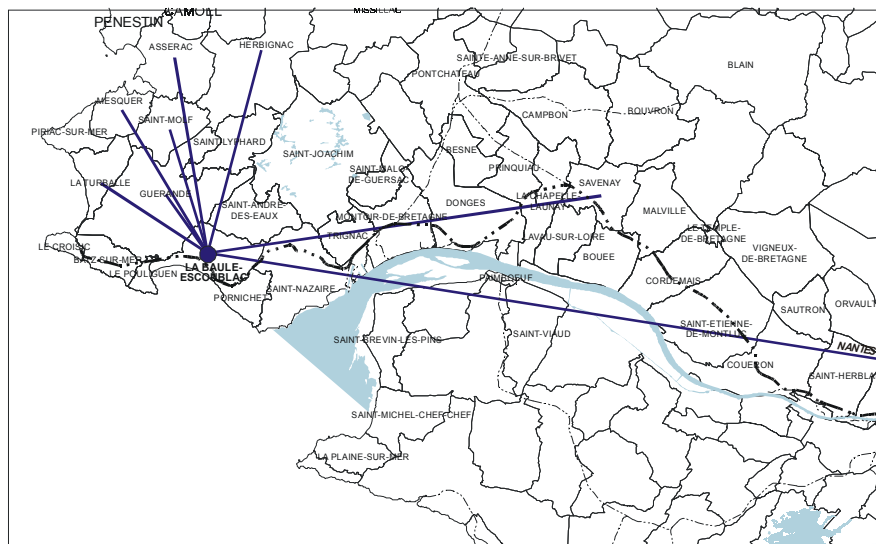 CAMOEL
MISSILLAC
PENESTIN
ASSERAC
HERBIGNAC
SAINTE-ANNE-SUR-BRIVET
BLAIN
PONTCHATEAU
MESQUER
SAINT-MOLF
CAMPBON
BOUVRON
PIRIAC-SUR-MER
SAINT-LYPHARD
SAINT-JOACHIM
BESNE
PRINQUIAU
SAINT-MALO-
DE-GUERSAC
LA TURBALLE
GUERANDE
SAVENAY
LA CHAPELLE-
LAUNAY
SAINT-ANDRE-
DES-EAUX
DONGES
MALVILLE
MONTOIR-DE-BRETAGNE
LE TEMPLE-
DE-BRETAGNE
TRIGNAC
LAVAU-SUR-LOIRE
LE CROISIC
VIGNEUX-
DE-BRETAGNE
BATZ-SUR-MER
BOUEE
LA BAULE-
ESCOUBLAC
LE POULIGUEN
PAIMBOEUF
CORDEMAIS
SAINT-NAZAIRE
PORNICHET
SAUTRON
ORVAULT
SAINT-ETIENNE-
DE-MONTLUC
SAINT-BREVIN-LES-PINS
SAINT-VIAUD
NANTES
COUERON
SAINT-HERBLA
SAINT-MICHEL-CHEF-CHEF
LA PLAINE-SUR-MER